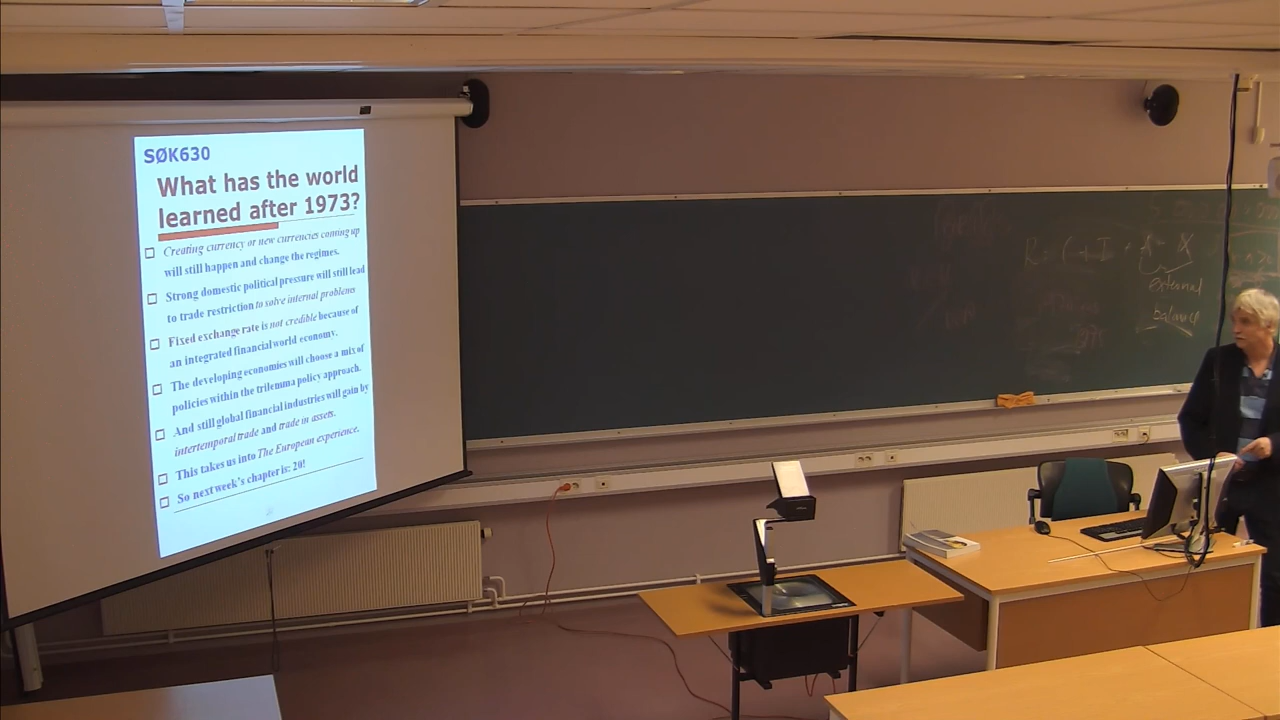 SØK630
What has the world
learned after 1973?
Creating currency or new currencies coming up
will still happen and change the regimes.
Strong domestic political pressure will still lead
to trade restriction to solve internal problems
Fixed exchange rate is not credible because of
an integrated financial world economy.
The developing economies will choose a mix of
policies within the trilemma policy approach.
And still global financial industries will gain by
intertemporal trade and trade in assets.
This takes us into The European experience.
So next week's chapter is: 20!
external
balance